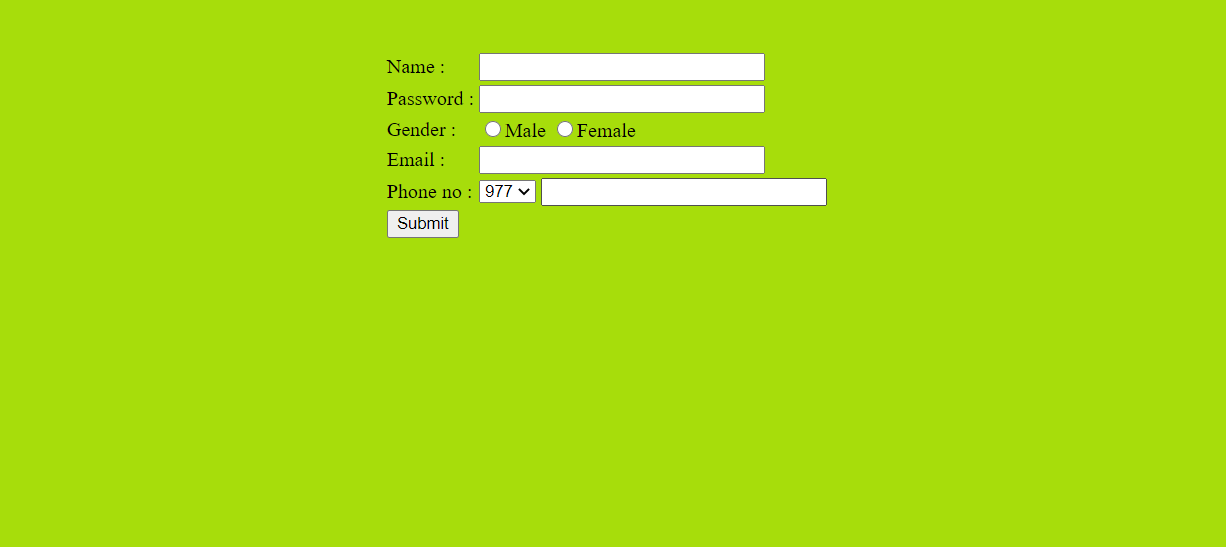 Name :
Password :
Gender : Male Female
Email :
Phone no : 977
Submit